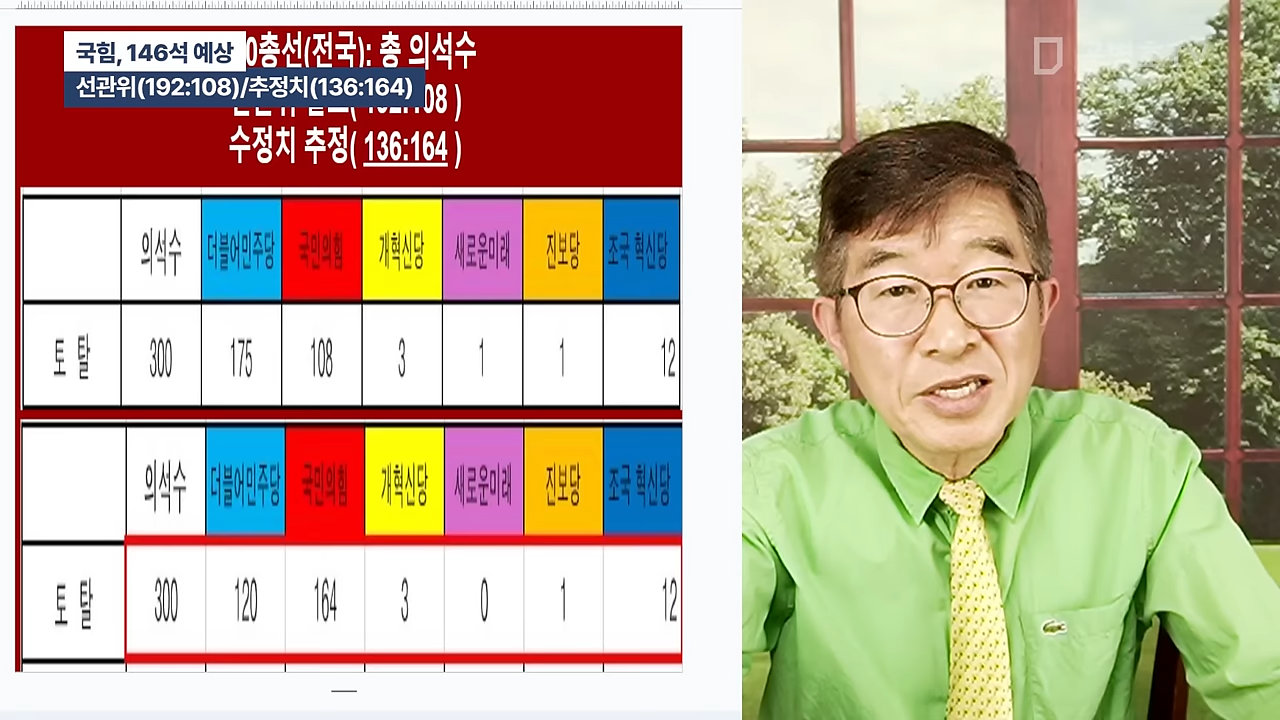 국힘, 146석 예상
선관위(192:108)/추정치(136:164)
0총선(전국): 총 의석수
수정치 추정( 136:164 )
의석수 더불어민주당 국민의힘 개혁신당 새로운미래 진보당 조국 혁신당
토 탈 300 175 108 3 1 1 12
의석수 더불어민주당 국민의힘 개혁신당 새로운미래 진보당 조국 혁신당
토 탈 300 120 164 3 0 1 12